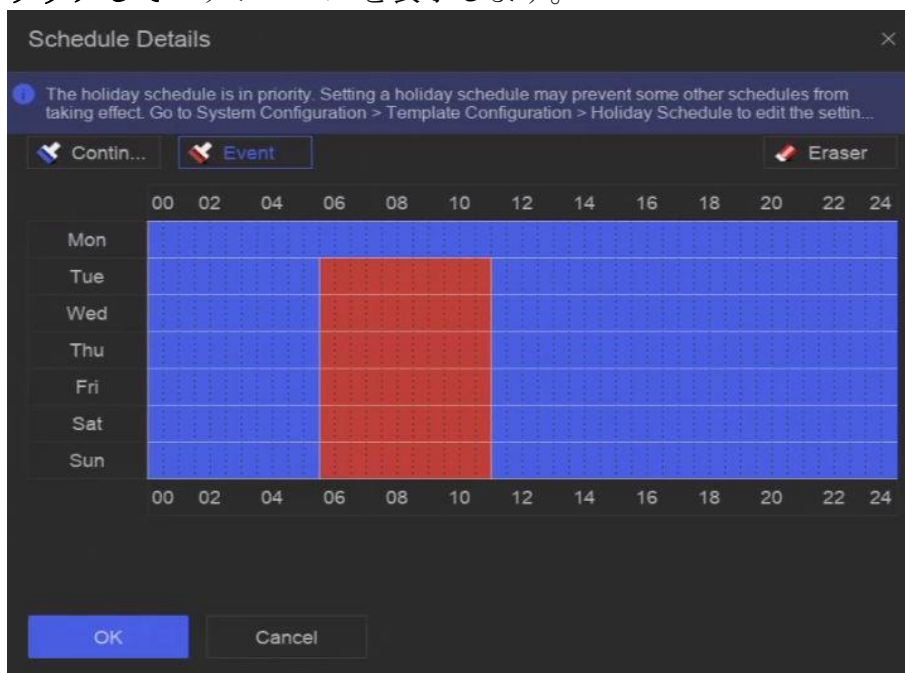 Schedule Details
The holiday schedule is in priority. Setting a holiday schedule may prevent some other schedules from
taking effect. Go to System Configuration > Template Configuration > Holiday Schedule to edit the settin...
Contin... Event Eraser
00 02 04 06 08 10 12 14 16 18 20 22 24
Mon
Tue
Wed
Thu
Fri
Sat
Sun
00 02 04 06 08 10 12 14 16 18 20 22 24
OK Cancel